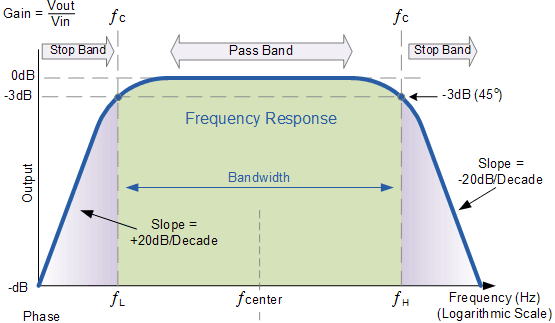 Gain = Vout
Vin
fC
fC
Stop Band
Pass Band
Stop Band
0dB
-3dB
-3dB (45o)
Frequency Response
Slope =
-20dB/Decade
Output
Bandwidth
Slope =
+20dB/Decade
-dB
fL
fcenter
fH
Frequency (Hz)
(Logarithmic Scale)
Phase